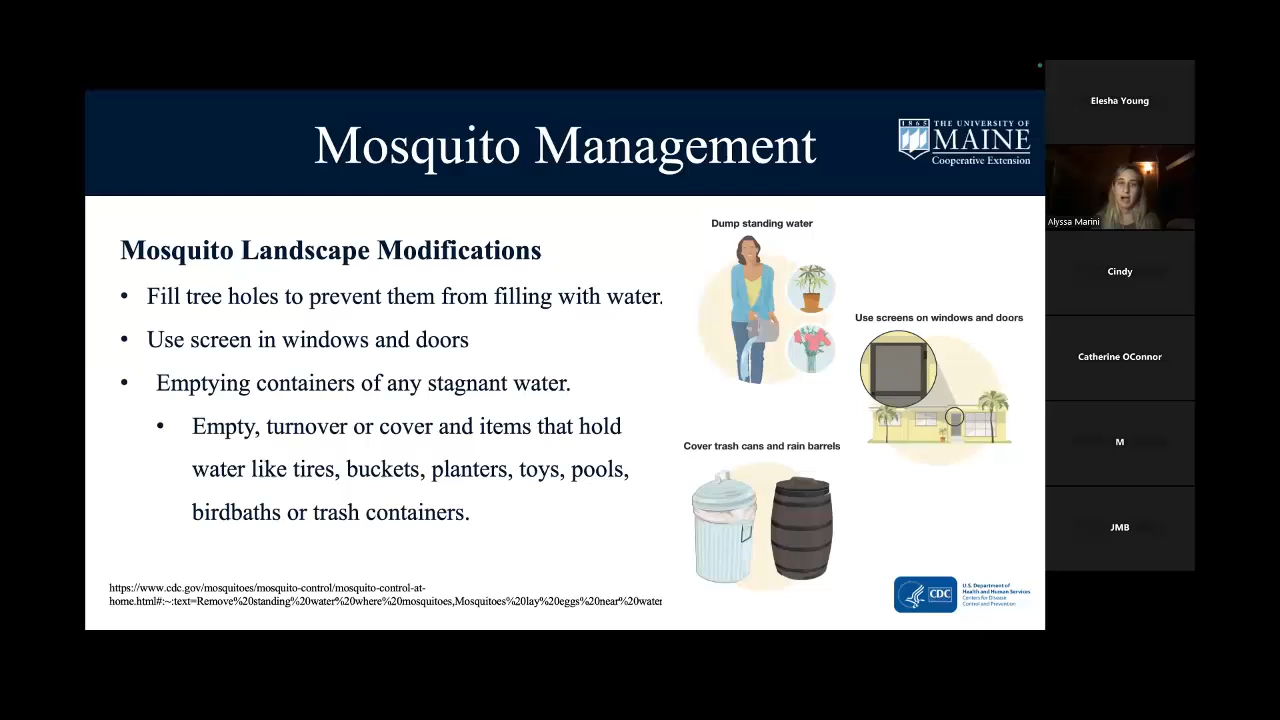 Mosquito Management
1865
THE UNIVERSITY OF
MAINE
Cooperative Extension
Mosquito Landscape Modifications
• Fill tree holes to prevent them from filling with water.
• Use screen in windows and doors
• Emptying containers of any stagnant water.
• Empty, turnover or cover and items that hold
water like tires, buckets, planters, toys, pools,
birdbaths or trash containers.
https://www.cdc.gov/mosquitoes/mosquito-control/mosquito-control-at-
home.html#:~:text=Remove%20standing%20water%20where%20mosquitoes,Mosquitoes%20lay%20eggs%20near%20water
Dump standing water
Use screens on windows and doors
Cover trash cans and rain barrels
CDC
U.S. Department of
Health and Human Services
Centers for Disease
Control and Prevention
Elesha Young
Alyssa Marini
Cindy
Catherine OConnor
M
JMB